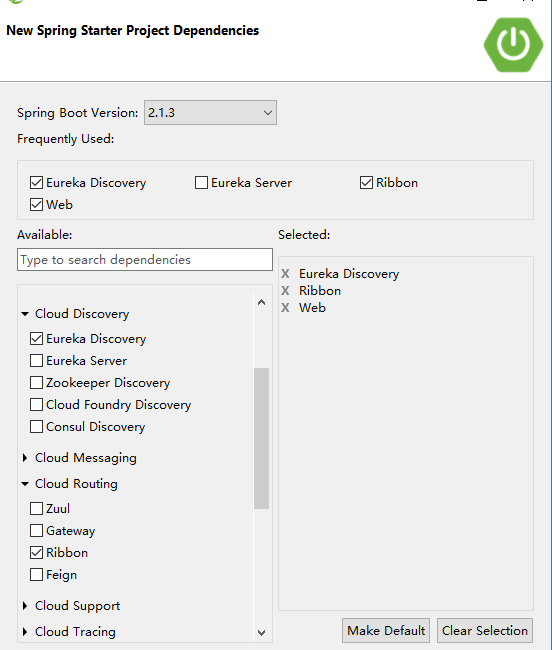 New Spring Starter Project Dependencies
Spring Boot Version: 2.1.3
Frequently Used:
Eureka Discovery Eureka Server Ribbon
Web
Available: Selected:
Type to search dependencies
Cloud Discovery
Eureka Discovery
Eureka Server
Zookeeper Discovery
Cloud Foundry Discovery
Consul Discovery
Cloud Messaging
Cloud Routing
Zuul
Gateway
Ribbon
Feign
Cloud Support
Cloud Tracing
X Eureka Discovery
X Ribbon
X Web
Make Default Clear Selection